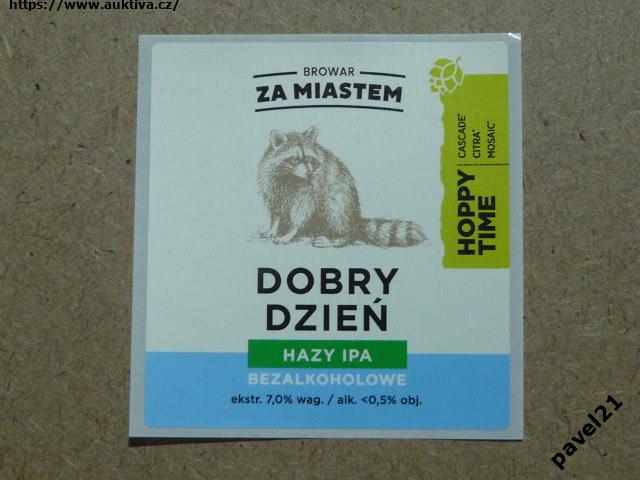 https://www.auktiva.cz/
BROWAR
ZA MIASTEM
HOPPY TIME
CASCADE*
CITRA*
MOSAIC*
DOBRY
DZIEŃ
HAZY IPA
BEZALKOHOLOWE
ekstr. 7,0% wag. / alk. <0,5% obj.
pavel21